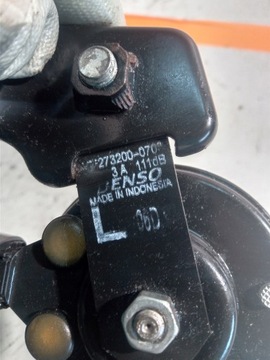 273200-070
3A 111dB
DENSO
MADE IN INDONESIA
L 06D